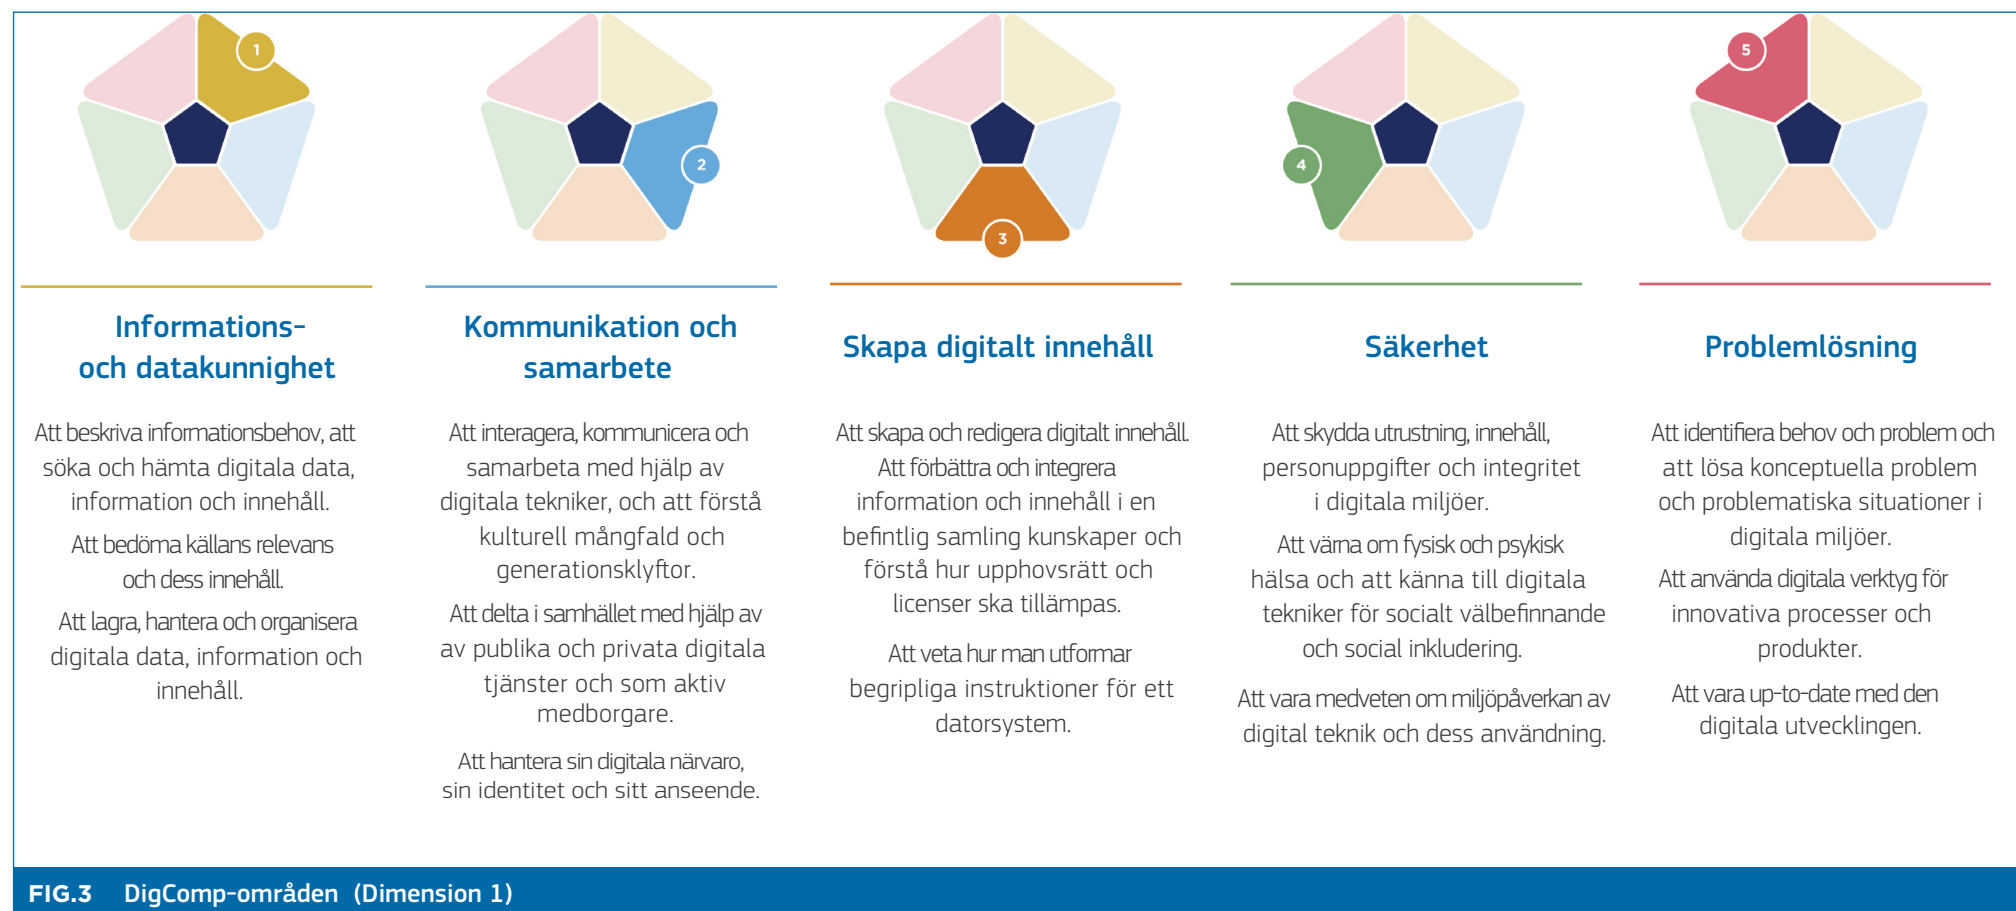 1
Informations-
och datakunnighet
Att beskriva informationsbehov, att
söka och hämta digitala data,
information och innehåll.
Att bedöma källans relevans
och dess innehåll.
Att lagra, hantera och organisera
digitala data, information och
innehåll.
2
Kommunikation och
samarbete
Att interagera, kommunicera och
samarbeta med hjälp av
digitala tekniker, och att förstå
kulturell mångfald och
generationsklyftor.
Att delta i samhället med hjälp av
av publika och privata digitala
tjänster och som aktiv
medborgare.
Att hantera sin digitala närvaro,
sin identitet och sitt anseende.
3
Skapa digitalt innehåll
Att skapa och redigera digitalt innehåll.
Att förbättra och integrera
information och innehåll i en
befintlig samling kunskaper och
förstå hur upphovsrätt och
licenser ska tillämpas.
Att veta hur man utformar
begripliga instruktioner för ett
datorsystem.
4
Säkerhet
Att skydda utrustning, innehåll,
personuppgifter och integritet
i digitala miljöer.
Att värna om fysisk och psykisk
hälsa och att känna till digitala
tekniker för socialt välbefinnande
och social inkludering.
Att vara medveten om miljöpåverkan av
digital teknik och dess användning.
5
Problemlösning
Att identifiera behov och problem och
att lösa konceptuella problem
och problematiska situationer i
digitala miljöer.
Att använda digitala verktyg för
innovativa processer och
produkter.
Att vara up-to-date med den
digitala utvecklingen.
FIG.3 DigComp-områden (Dimension 1)